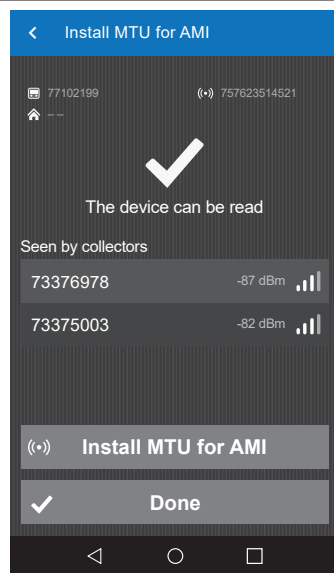 Install MTU for AMI
77102199
757623514521
--
The device can be read
Seen by collectors
73376978
-87 dBm
73375003
-82 dBm
Install MTU for AMI
Done